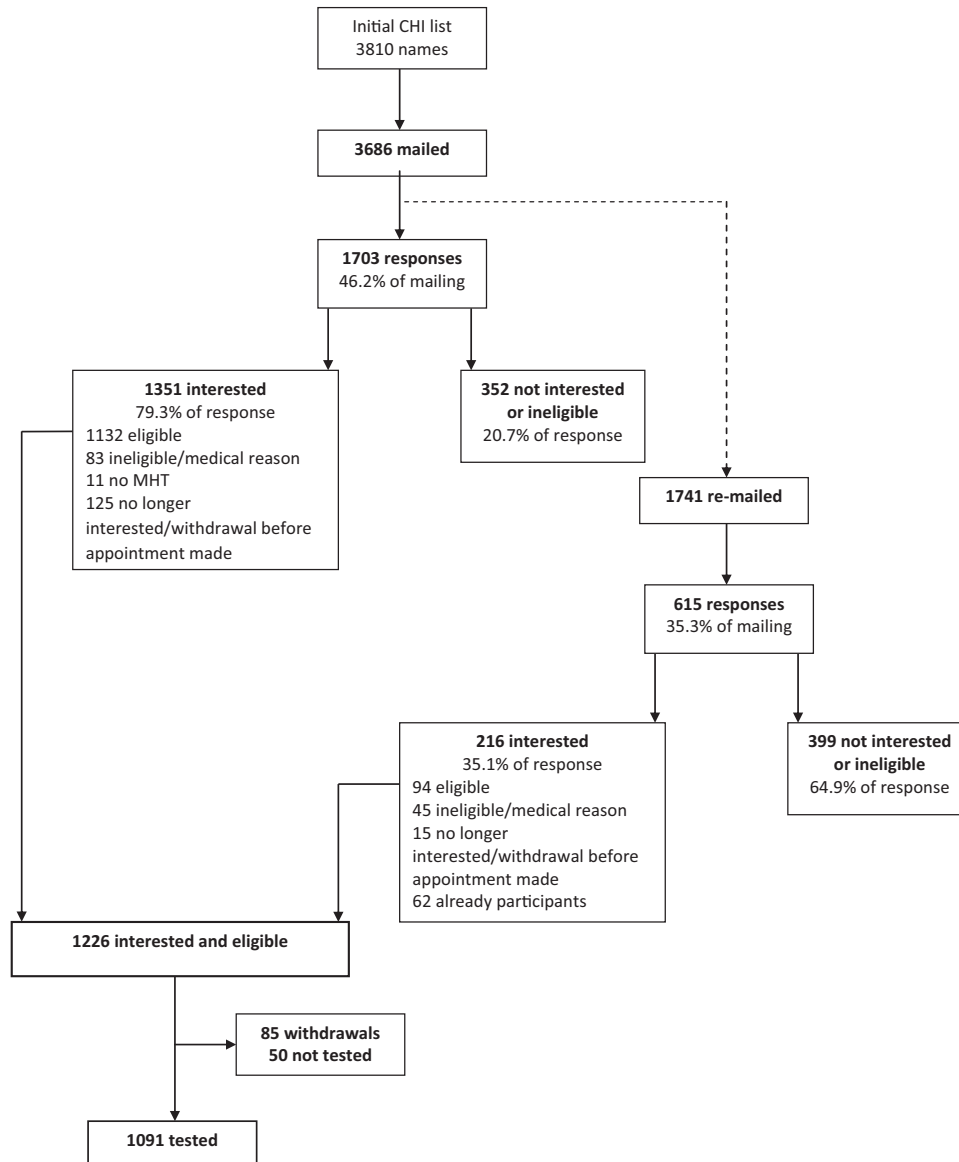 Initial CHI list
3810 names
3686 mailed
1703 responses
46.2% of mailing
1351 interested
79.3% of response
1132 eligible
83 ineligible/medical reason
11 no MHT
125 no longer
interested/withdrawal before
appointment made
352 not interested
or ineligible
20.7% of response
1741 re-mailed
615 responses
35.3% of mailing
216 interested
35.1% of response
94 eligible
45 ineligible/medical reason
15 no longer
interested/withdrawal before
appointment made
62 already participants
399 not interested
or ineligible
64.9% of response
1226 interested and eligible
85 withdrawals
50 not tested
1091 tested